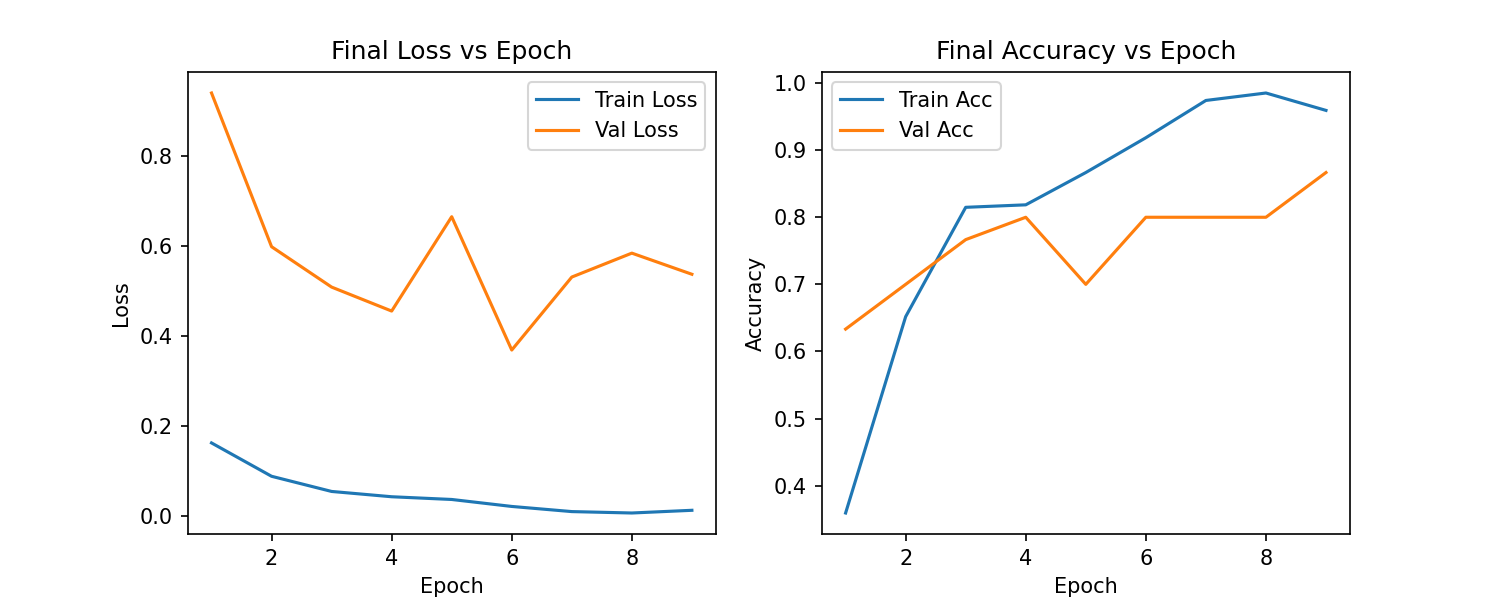 Final Loss vs Epoch
Train Loss
Val Loss
0.8
0.6
0.4
0.2
0.0
Loss
2 4 6 8
Epoch
Final Accuracy vs Epoch
Train Acc
Val Acc
1.0
0.9
0.8
0.7
0.6
0.5
0.4
Accuracy
2 4 6 8
Epoch